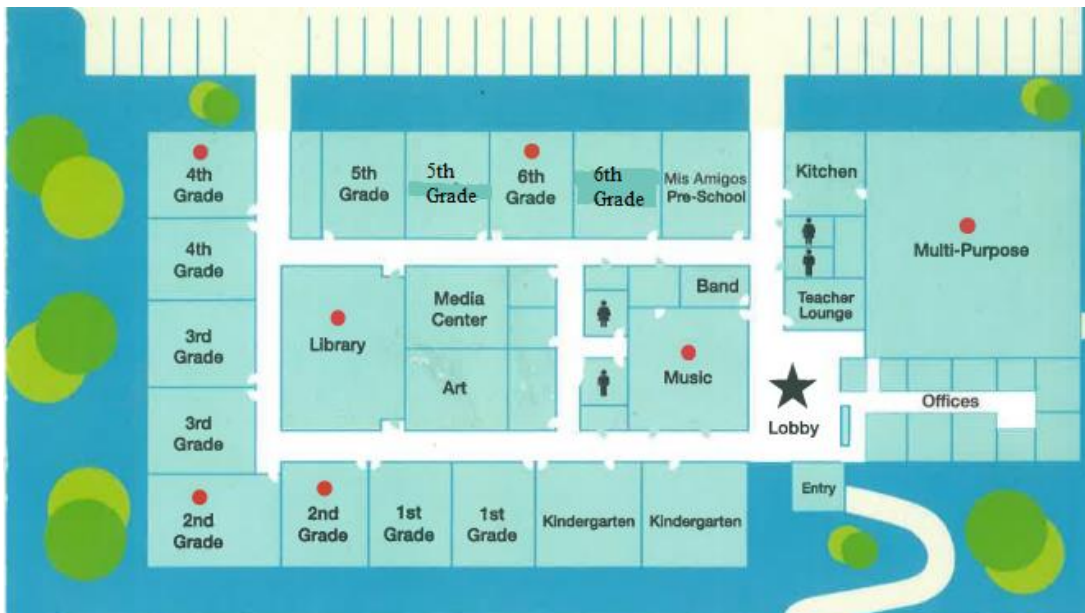 4th
Grade
5th
Grade
5th
Grade
6th
Grade
6th
Grade
Mis Amigos
Pre-School
Kitchen
4th
Grade
Multi-Purpose
Media
Center
Band
Teacher
Lounge
3rd
Grade
Library
Art
Music
Lobby
Offices
3rd
Grade
2nd
Grade
2nd
Grade
1st
Grade
1st
Grade
Kindergarten
Kindergarten
Entry